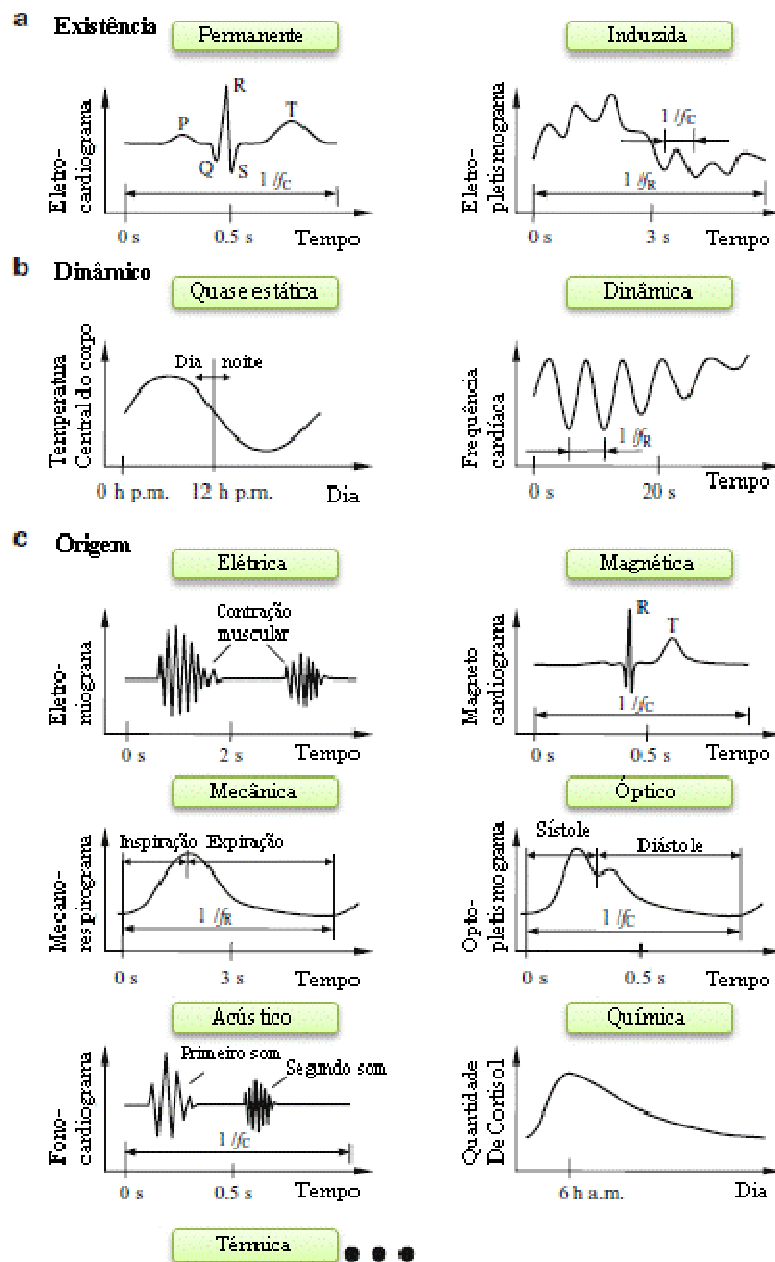 a Existência
Permanente
Induzida
Eletro-
cardiograma
P
R
Q
S
T
1/fC
0 s
0.5 s
Tempo
Eletro-
pletismograma
1/fC
1/fR
0 s
3 s
Tempo
b Dinâmico
Quase estática
Dinâmica
Temperatura
Central do corpo
Dia noite
0 h p.m.
12 h p.m.
Dia
Frequência
cardíaca
1/fR
0 s
20 s
Tempo
c Origem
Elétrica
Magnética
Eletro-
miograna
Contração
muscular
0 s
2 s
Tempo
Magneto
cardiograma
R
T
1/fC
0 s
0.5 s
Tempo
Mecânica
Óptico
Mecano-
respirograma
Inspiração Expiração
1/fR
0 s
3 s
Tempo
Opto-
pletismograma
Sístole
Diástole
1/fC
0 s
0.5 s
Tempo
Acústico
Química
Fono-
cardiograma
Primeiro som
Segundo som
1/fC
0 s
0.5 s
Tempo
Quantidade
De Cortisol
6 h a.m.
Dia
Térmica